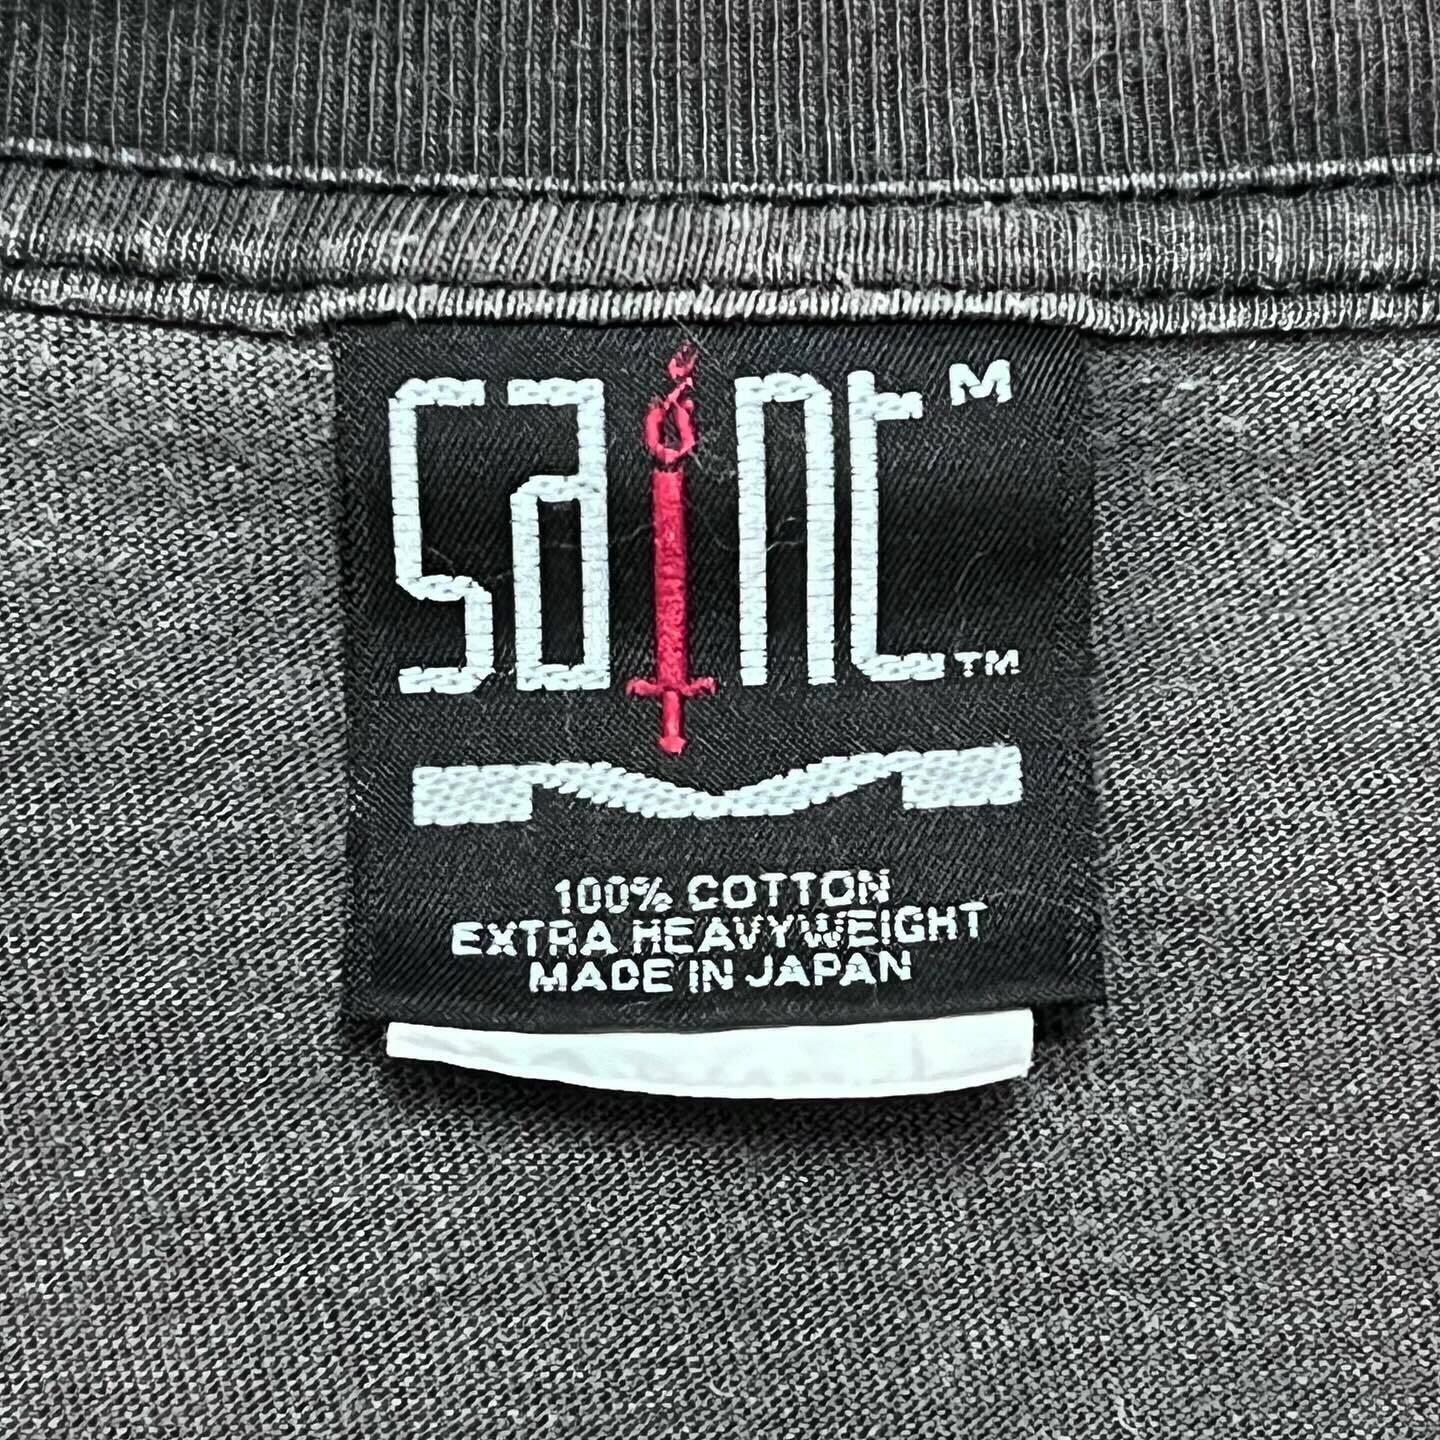 SaINt M
TM
100% COTTON
EXTRA HEAVYWEIGHT
MADE IN JAPAN